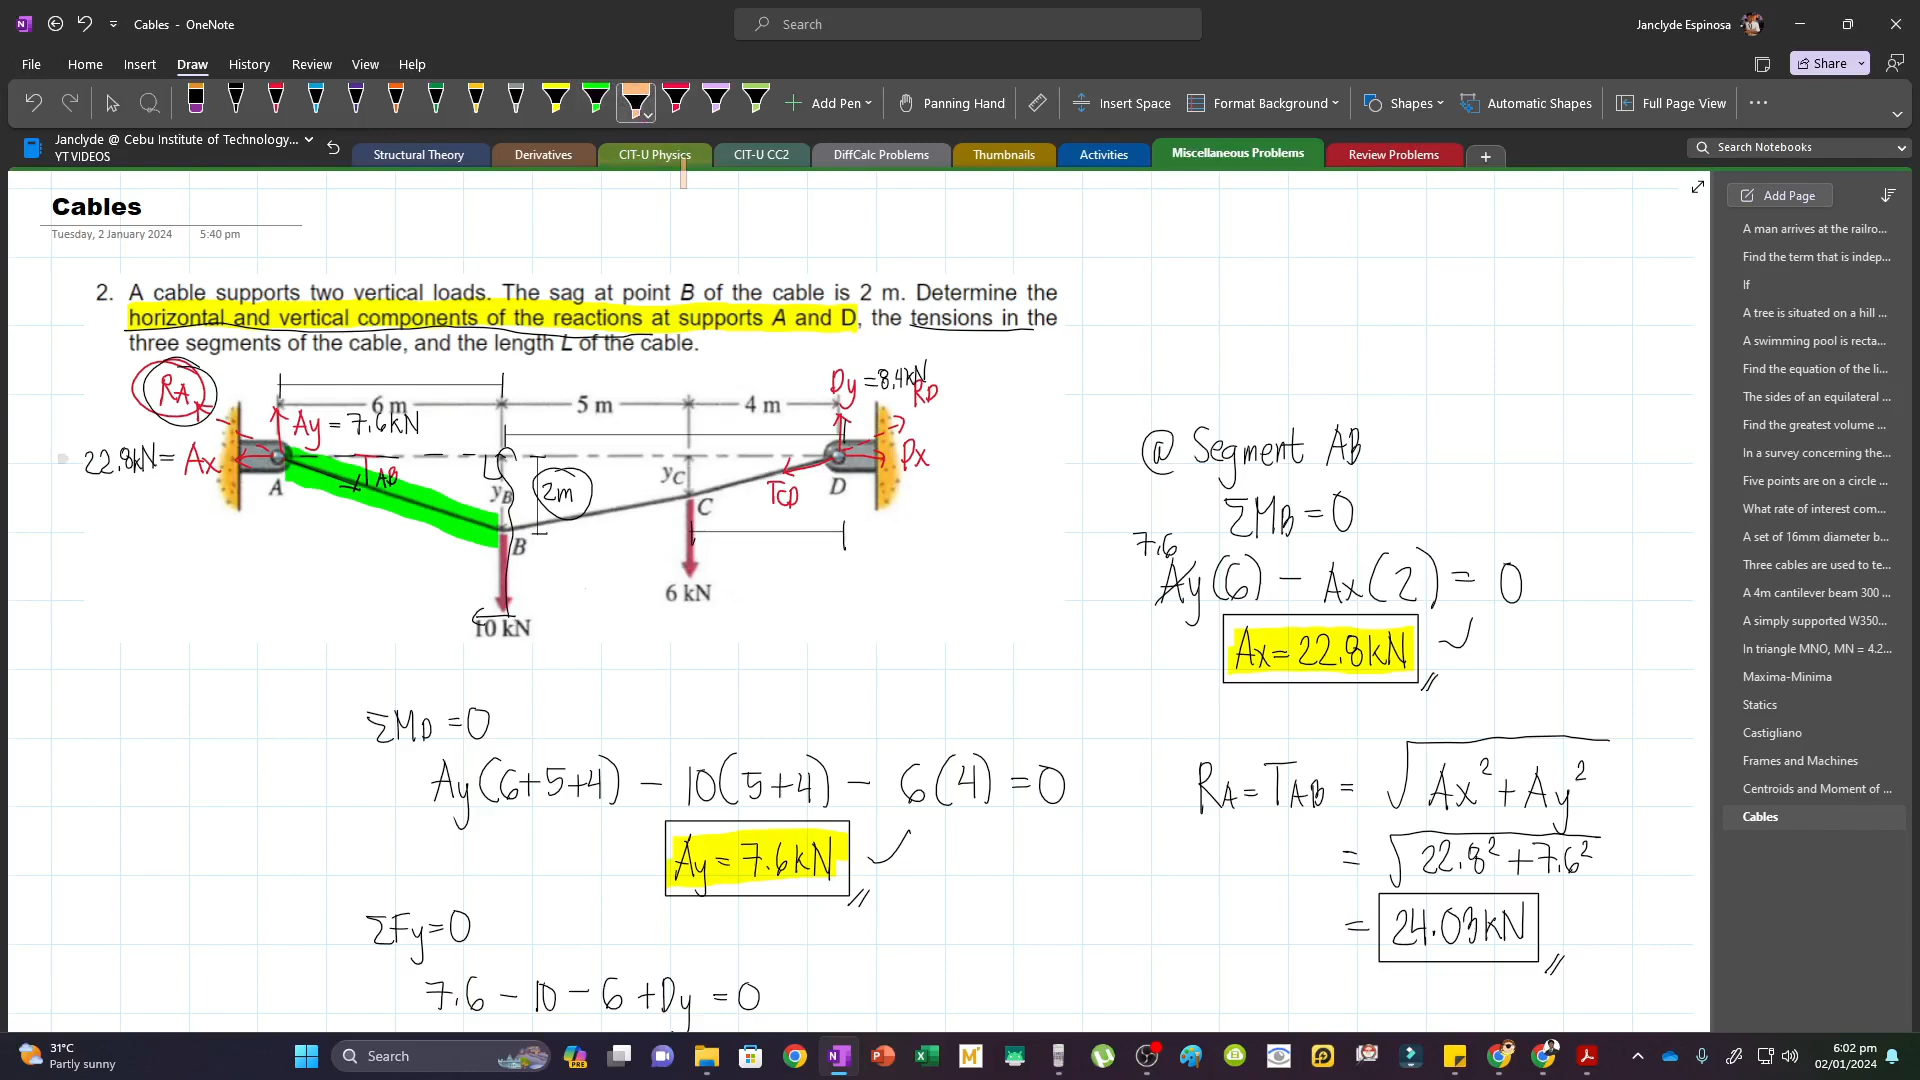 Cables - OneNote
Search
Janclyde Espinosa
File Home Insert Draw History Review View Help
Share
Add Pen
Panning Hand
Insert Space
Format Background
Shapes
Automatic Shapes
Full Page View
Janclyde @ Cebu Institute of Technology...
YT VIDEOS
Structural Theory
Derivatives
CIT-U Physics
CIT-U CC2
DiffCalc Problems
Thumbnails
Activities
Miscellaneous Problems
Review Problems
Search Notebooks
Cables
Tuesday, 2 January 2024 5:40 pm
2. A cable supports two vertical loads. The sag at point B of the cable is 2 m. Determine the
horizontal and vertical components of the reactions at supports A and D, the tensions in the
three segments of the cable, and the length L of the cable.
RA
6 m
5 m
4 m
Dy = 8.4kN
RD
Ay = 7.6kN
22.8kN = Ax
TAB
A
yB
2m
yC
TCD
D
Dx
C
B
6 kN
10 kN
ΣMD = 0
Ay(6+5+4) - 10(5+4) - 6(4) = 0
Ay = 7.6kN
ΣFy = 0
7.6 - 10 - 6 + Dy = 0
@ Segment AB
ΣMB = 0
7.6
Ay(6) - Ax(2) = 0
Ax = 22.8kN
RA = TAB = √Ax² + Ay²
= √22.8² + 7.6²
= 24.03kN
Add Page
A man arrives at the railro...
Find the term that is indep...
If
A tree is situated on a hill ...
A swimming pool is recta...
Find the equation of the li...
The sides of an equilateral ...
Find the greatest volume ...
In a survey concerning the...
Five points are on a circle ...
What rate of interest com...
A set of 16mm diameter b...
Three cables are used to te...
A 4m cantilever beam 300 ...
A simply supported W350...
In triangle MNO, MN = 4.2...
Maxima-Minima
Statics
Castigliano
Frames and Machines
Centroids and Moment of ...
Cables
31°C
Partly sunny
Search
6:02 pm
02/01/2024